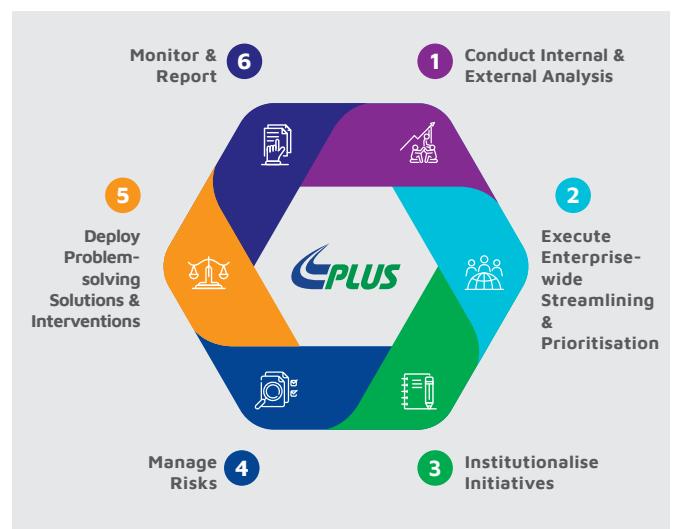 1
Conduct Internal &
External Analysis
2
Execute
Enterprise-
wide
Streamlining
&
Prioritisation
3
Institutionalise
Initiatives
4
Manage
Risks
5
Deploy
Problem-
solving
Solutions &
Interventions
6
Monitor &
Report
PLUS